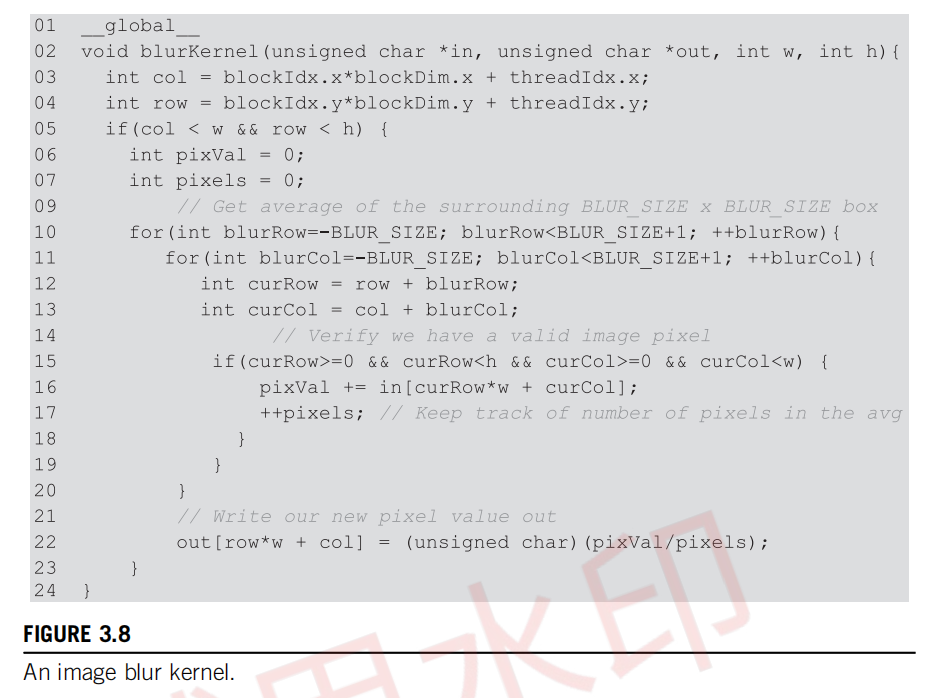 01  __global__
02  void blurKernel(unsigned char *in, unsigned char *out, int w, int h){
03    int col = blockIdx.x*blockDim.x + threadIdx.x;
04    int row = blockIdx.y*blockDim.y + threadIdx.y;
05    if(col < w && row < h) {
06      int pixVal = 0;
07      int pixels = 0;
09          // Get average of the surrounding BLUR_SIZE x BLUR_SIZE box
10      for(int blurRow=-BLUR_SIZE; blurRow<BLUR_SIZE+1; ++blurRow){
11         for(int blurCol=-BLUR_SIZE; blurCol<BLUR_SIZE+1; ++blurCol){
12            int curRow = row + blurRow;
13            int curCol = col + blurCol;
14                  // Verify we have a valid image pixel
15             if(curRow>=0 && curRow<h && curCol>=0 && curCol<w) {
16                 pixVal += in[curRow*w + curCol];
17                 ++pixels; // Keep track of number of pixels in the avg
18               }
19             }
20          }
21          // Write our new pixel value out
22          out[row*w + col] = (unsigned char)(pixVal/pixels);
23      }
24  }
FIGURE 3.8
An image blur kernel.
水印